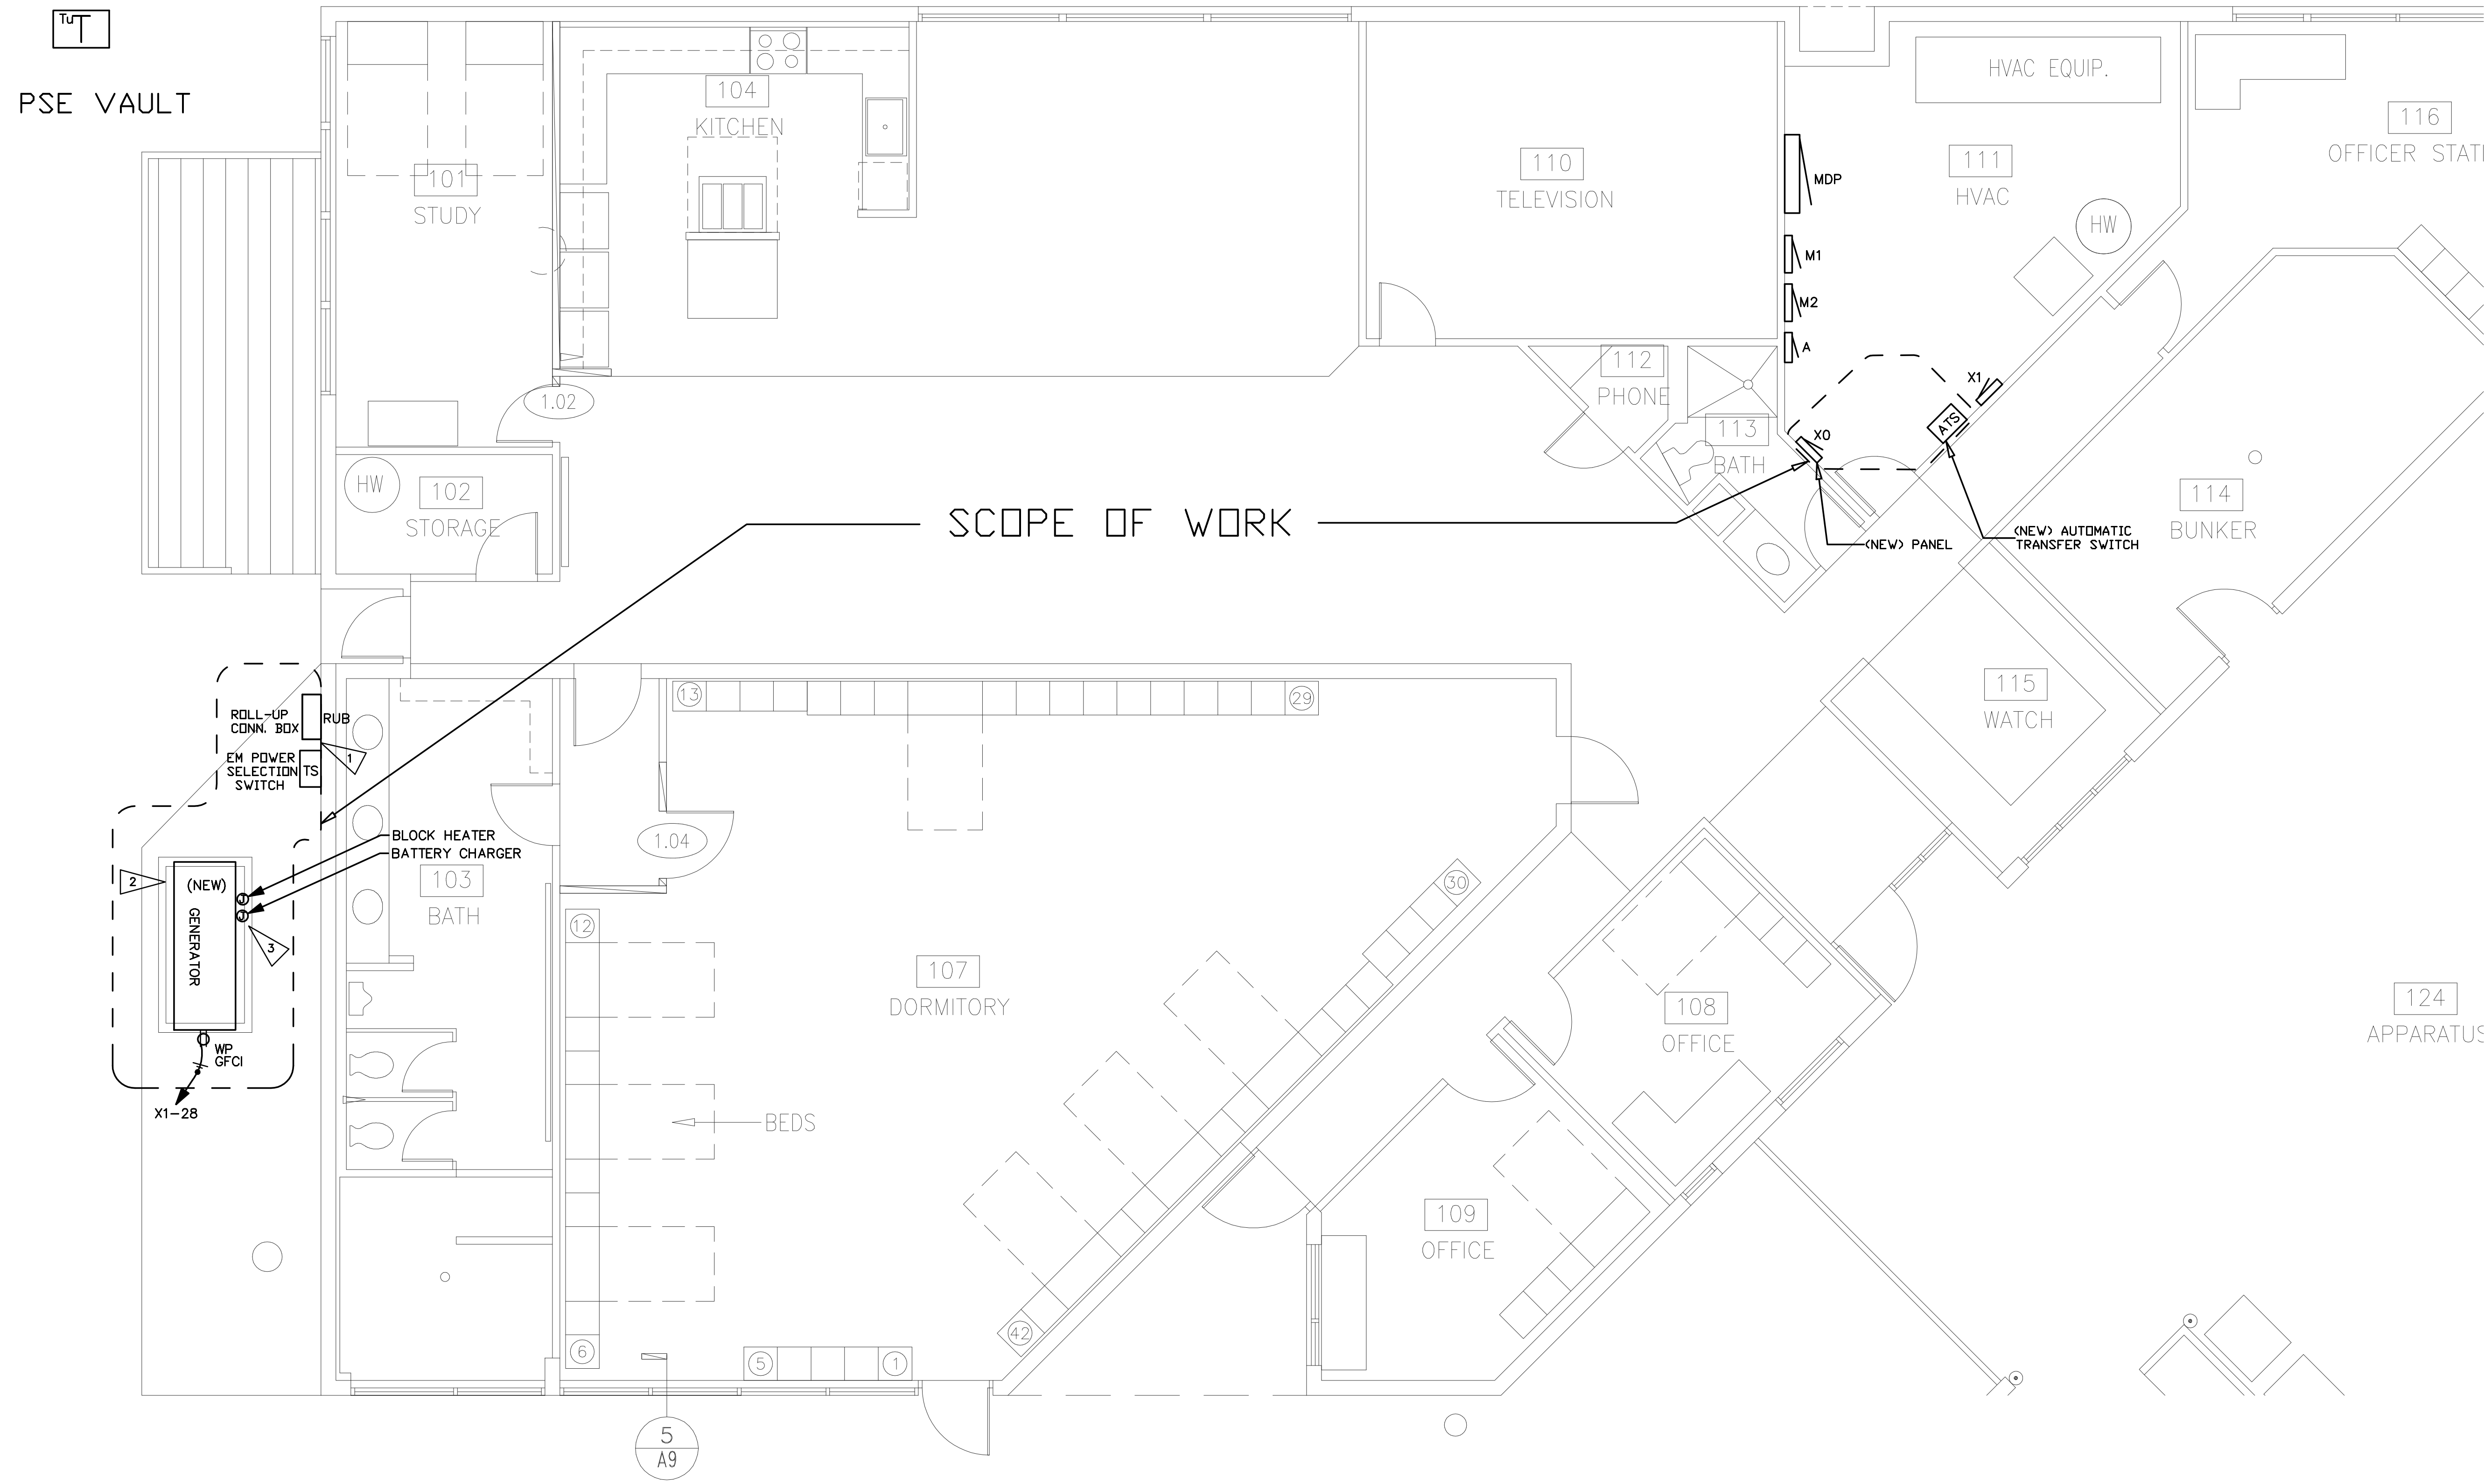 TU
T
PSE VAULT
104
KITCHEN
101
STUDY
110
TELEVISION
HVAC EQUIP.
111
HVAC
HW
116
OFFICER STATI
MDP
M1
M2
A
X1
ATS
X0
112
PHONE
113
BATH
1.02
HW
102
STORAGE
SCOPE OF WORK
(NEW) PANEL
(NEW) AUTOMATIC
TRANSFER SWITCH
114
BUNKER
115
WATCH
ROLL-UP
CONN. BOX
RUB
1
EM POWER
SELECTION
SWITCH
TS
BLOCK HEATER
BATTERY CHARGER
2
(NEW)
GENERATOR
J
J
3
WP
GFCI
X1-28
103
BATH
13
29
1.04
12
30
107
DORMITORY
108
OFFICE
124
APPARATUS
BEDS
109
OFFICE
42
6
5
1
5
A9